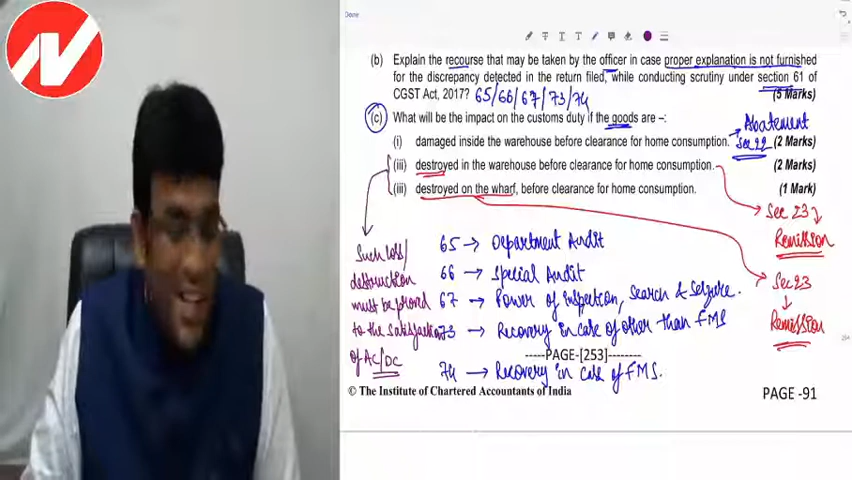 Done
(b) Explain the recourse that may be taken by the officer in case proper explanation is not furnished
for the discrepancy detected in the return filed, while conducting scrutiny under section 61 of
CGST Act, 2017? 65/66/67/73/74 (5 Marks)
(c) What will be the impact on the customs duty if the goods are –: Abatement
(i) damaged inside the warehouse before clearance for home consumption. Sec 22 (2 Marks)
(iii) destroyed in the warehouse before clearance for home consumption. (2 Marks)
(iii) destroyed on the wharf, before clearance for home consumption. (1 Mark)
Sec 23
Remission
Such loss/
destruction
must be proved
to the satisfaction
of AC/DC
65 → Department Audit
66 → Special Audit
67 → Power of Inspection, Search & Seizure.
73 → Recovery in case of other than FMS
74 → Recovery in case of FMS.
Sec 23
Remission
-----PAGE-[253]--------
© The Institute of Chartered Accountants of India PAGE -91